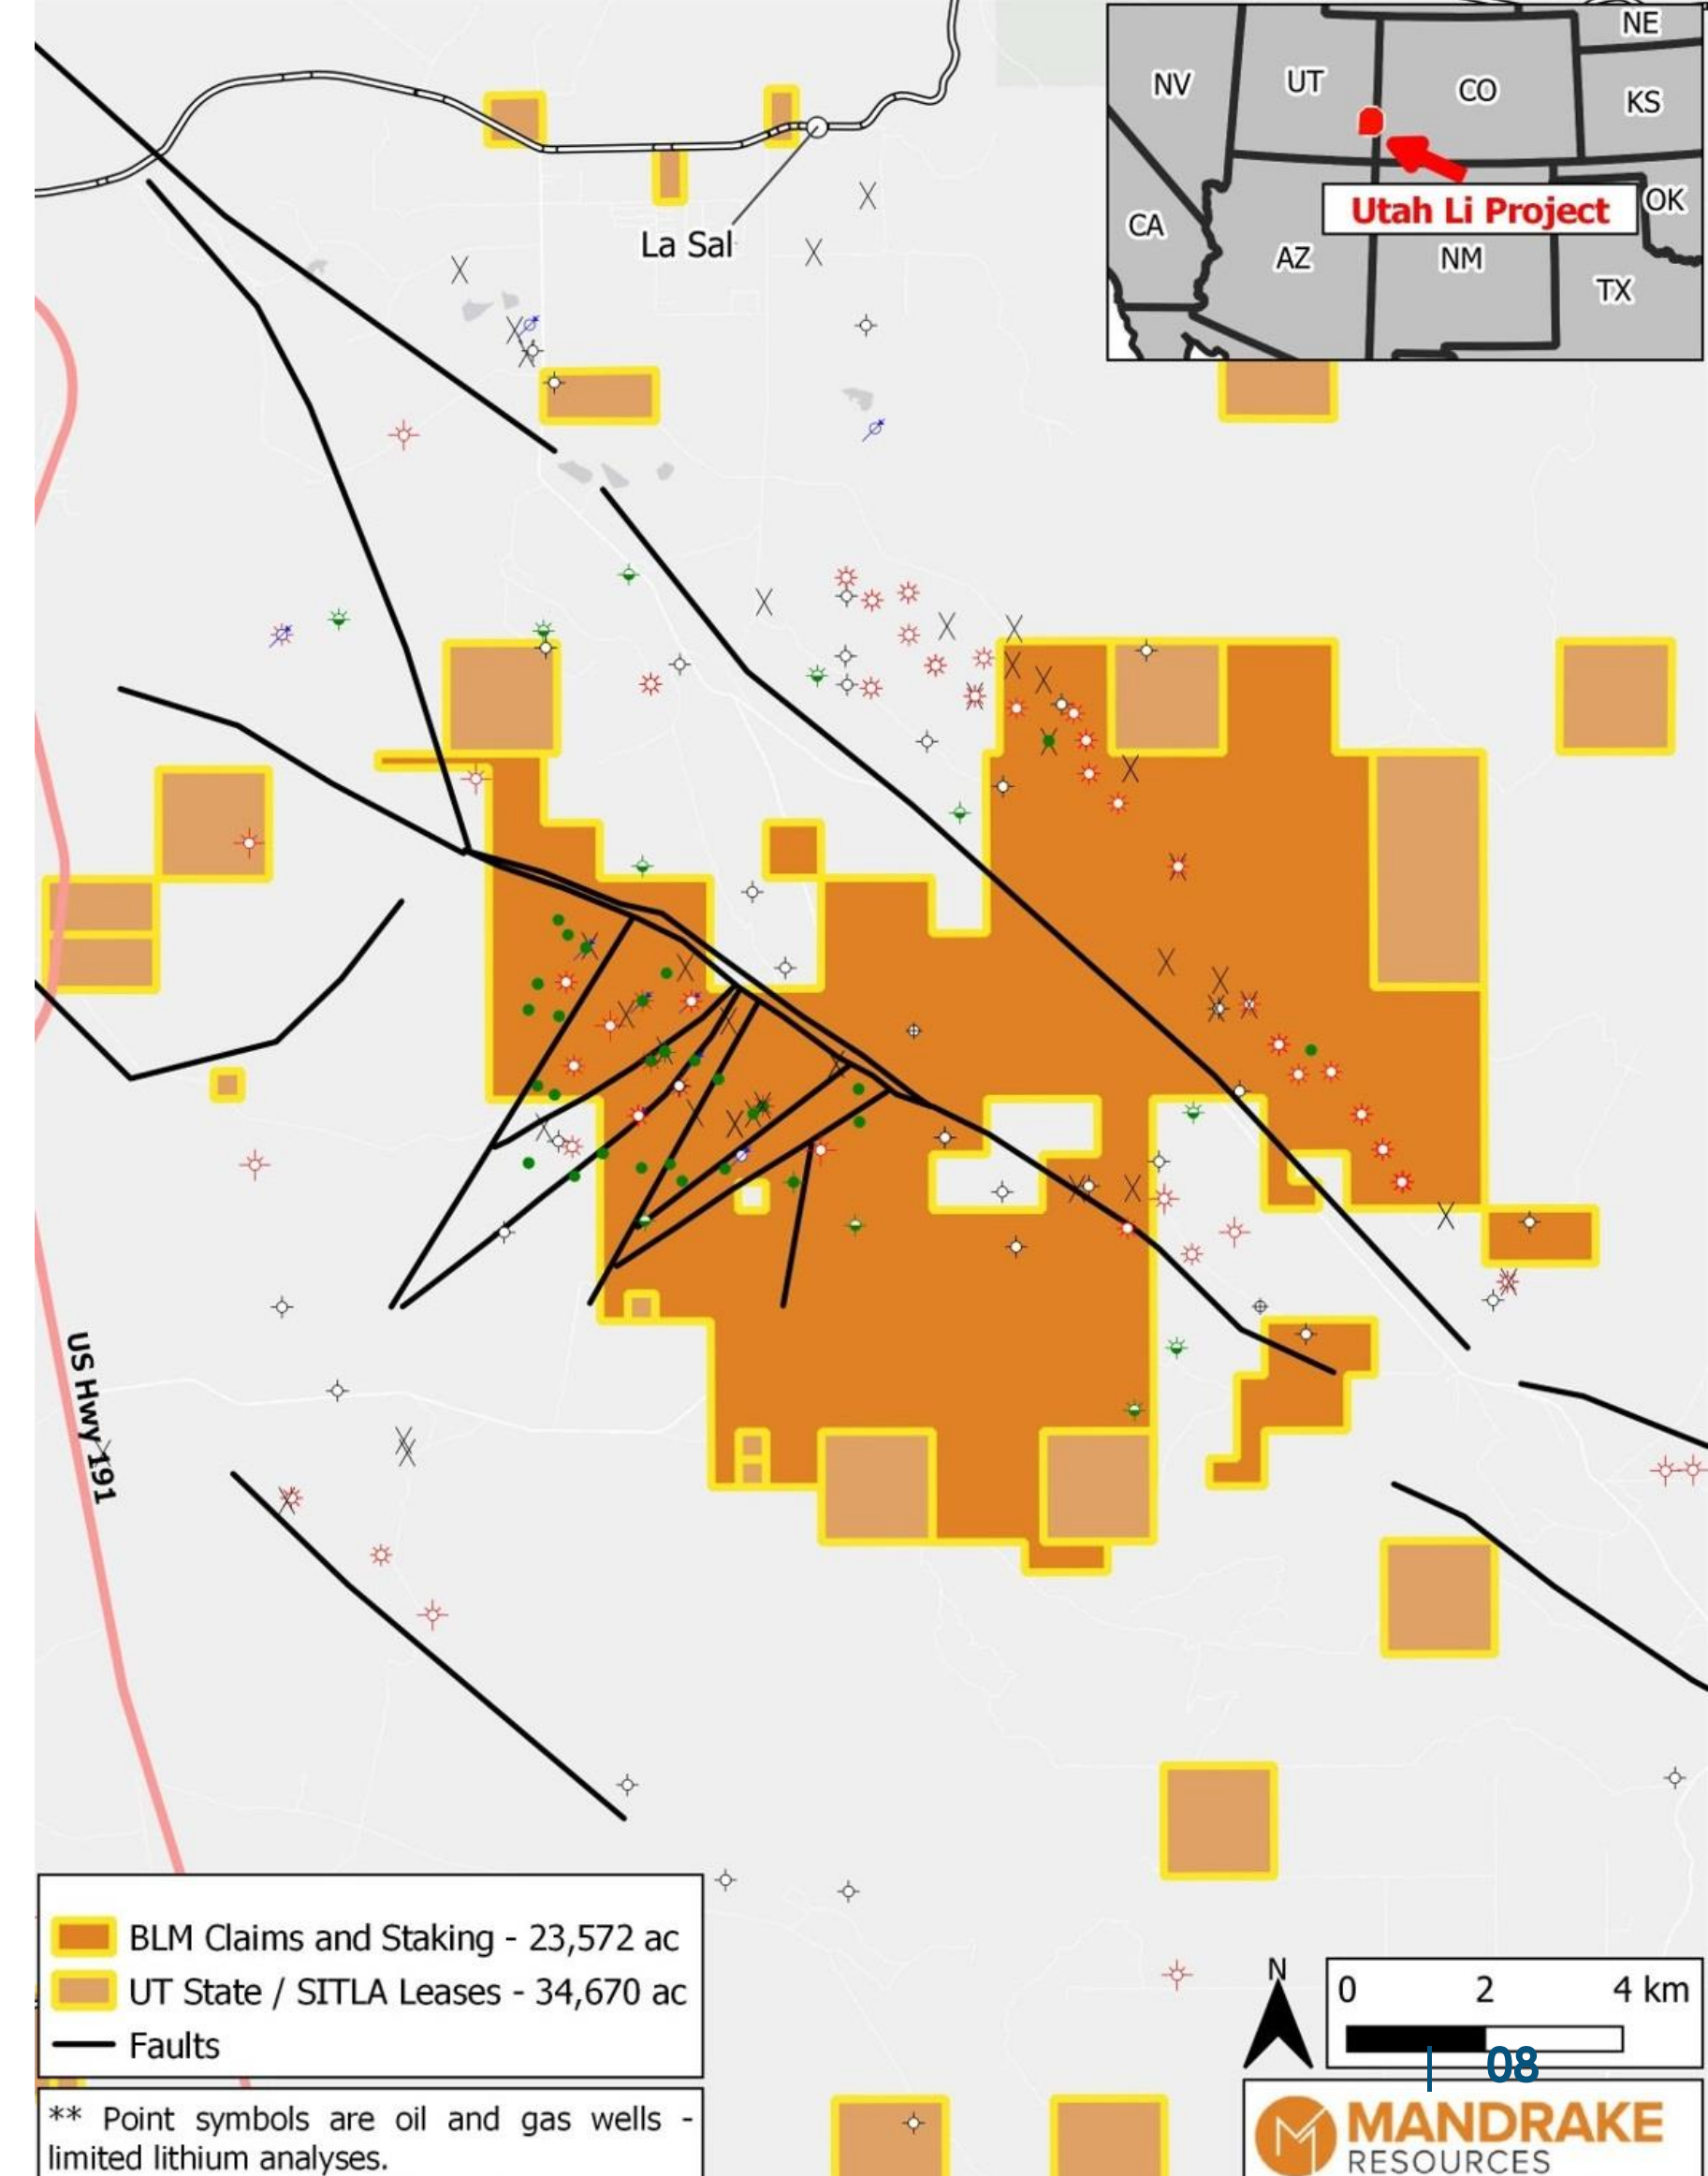 NE
NV
UT
CO
KS
Utah Li Project
OK
CA
AZ
NM
TX
La Sal
US Hwy 191
BLM Claims and Staking - 23,572 ac
UT State / SITLA Leases - 34,670 ac
Faults
** Point symbols are oil and gas wells -
limited lithium analyses.
N
0 2 4 km
| 08
MANDRAKE
RESOURCES